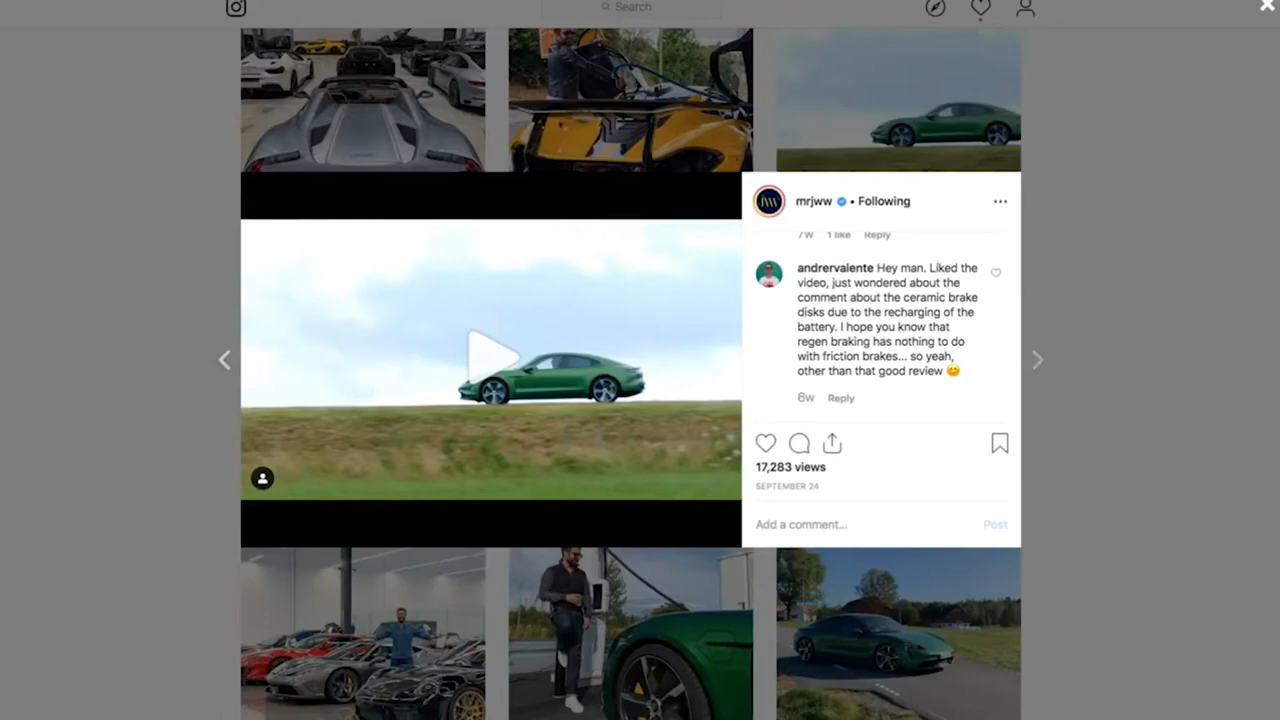 Search
JWW
mrjww • Following
7w 1 like Reply
andrervalente Hey man. Liked the
video, just wondered about the
comment about the ceramic brake
disks due to the recharging of the
battery. I hope you know that
regen braking has nothing to do
with friction brakes... so yeah,
other than that good review 😊
6w Reply
17,283 views
SEPTEMBER 24
Add a comment... Post